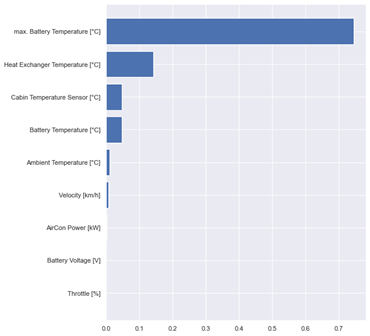 max. Battery Temperature [°C]
Heat Exchanger Temperature [°C]
Cabin Temperature Sensor [°C]
Battery Temperature [°C]
Ambient Temperature [°C]
Velocity [km/h]
AirCon Power [kW]
Battery Voltage [V]
Throttle [%]
0.0 0.1 0.2 0.3 0.4 0.5 0.6 0.7